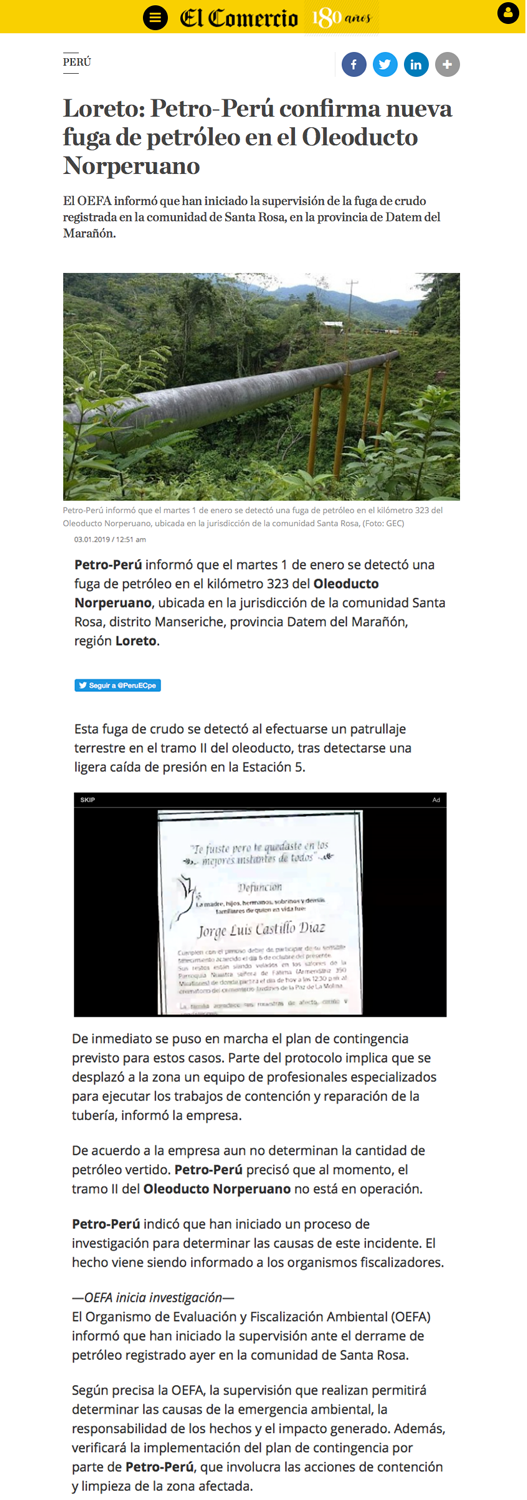 El Comercio 180 años
PERÚ
Loreto: Petro-Perú confirma nueva
fuga de petróleo en el Oleoducto
Norperuano
El OEFA informó que han iniciado la supervisión de la fuga de crudo
registrada en la comunidad de Santa Rosa, en la provincia de Datem del
Marañón.
Petro-Perú informó que el martes 1 de enero se detectó una fuga de petróleo en el kilómetro 323 del
Oleoducto Norperuano, ubicada en la jurisdicción de la comunidad Santa Rosa, (Foto: GEC)
03.01.2019 / 12:51 am
Petro-Perú informó que el martes 1 de enero se detectó una
fuga de petróleo en el kilómetro 323 del Oleoducto
Norperuano, ubicada en la jurisdicción de la comunidad Santa
Rosa, distrito Manseriche, provincia Datem del Marañón,
región Loreto.
Seguir a @PeruECpe
Esta fuga de crudo se detectó al efectuarse un patrullaje
terrestre en el tramo II del oleoducto, tras detectarse una
ligera caída de presión en la Estación 5.
SKIP Ad
"Te fuiste pero te quedaste en los
mejores instantes de todos"
Defunción
La madre, hijos, hermanos, sobrinos y demás
familiares de quien en vida fue:
Jorge Luis Castillo Diaz
De inmediato se puso en marcha el plan de contingencia
previsto para estos casos. Parte del protocolo implica que se
desplazó a la zona un equipo de profesionales especializados
para ejecutar los trabajos de contención y reparación de la
tubería, informó la empresa.
De acuerdo a la empresa aun no determinan la cantidad de
petróleo vertido. Petro-Perú precisó que al momento, el
tramo II del Oleoducto Norperuano no está en operación.
Petro-Perú indicó que han iniciado un proceso de
investigación para determinar las causas de este incidente. El
hecho viene siendo informado a los organismos fiscalizadores.
—OEFA inicia investigación—
El Organismo de Evaluación y Fiscalización Ambiental (OEFA)
informó que han iniciado la supervisión ante el derrame de
petróleo registrado ayer en la comunidad de Santa Rosa.
Según precisa la OEFA, la supervisión que realizan permitirá
determinar las causas de la emergencia ambiental, la
responsabilidad de los hechos y el impacto generado. Además,
verificará la implementación del plan de contingencia por
parte de Petro-Perú, que involucra las acciones de contención
y limpieza de la zona afectada.